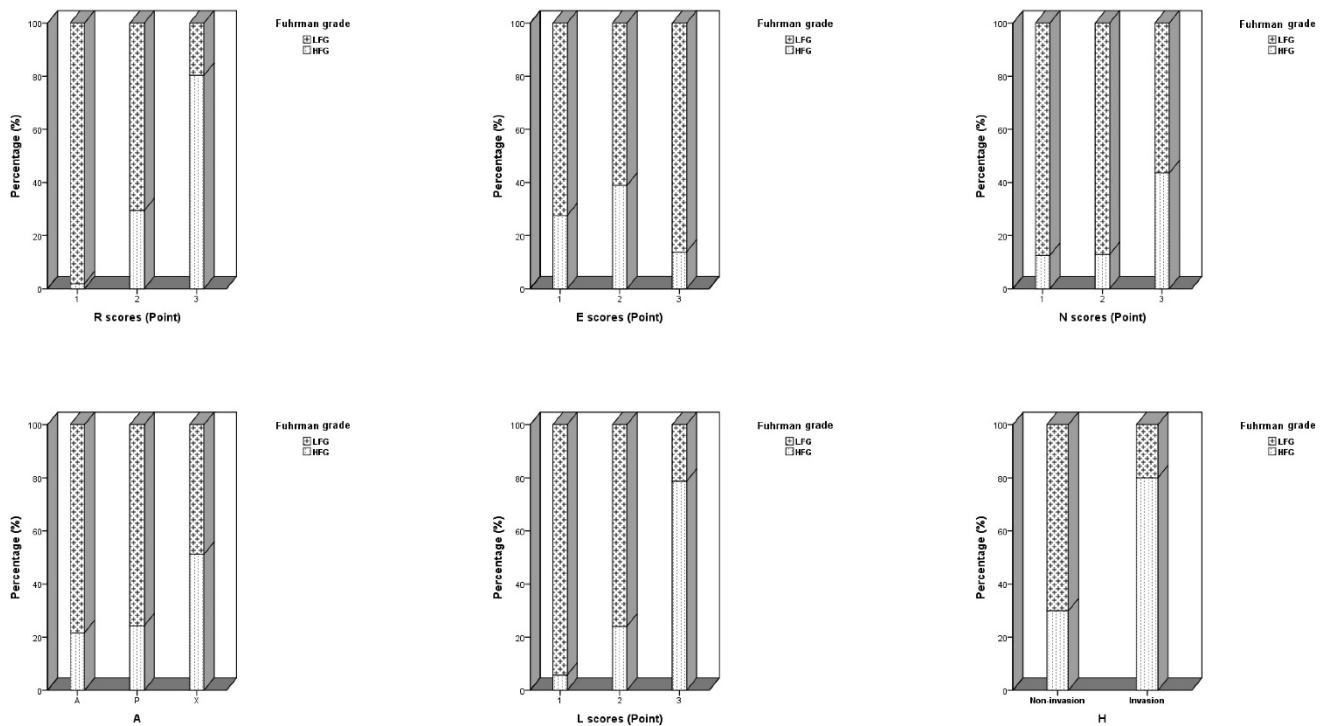 Fuhrman grade
LFG
HFG
Percentage (%)
100
80
60
40
20
0
1 2 3
R scores (Point)
Fuhrman grade
LFG
HFG
Percentage (%)
100
80
60
40
20
0
1 2 3
E scores (Point)
Fuhrman grade
LFG
HFG
Percentage (%)
100
80
60
40
20
0
1 2 3
N scores (Point)
Fuhrman grade
LFG
HFG
Percentage (%)
100
80
60
40
20
0
A P X
A
Fuhrman grade
LFG
HFG
Percentage (%)
100
80
60
40
20
0
1 2 3
L scores (Point)
Fuhrman grade
LFG
HFG
Percentage (%)
100
80
60
40
20
0
Non-invasion Invasion
H